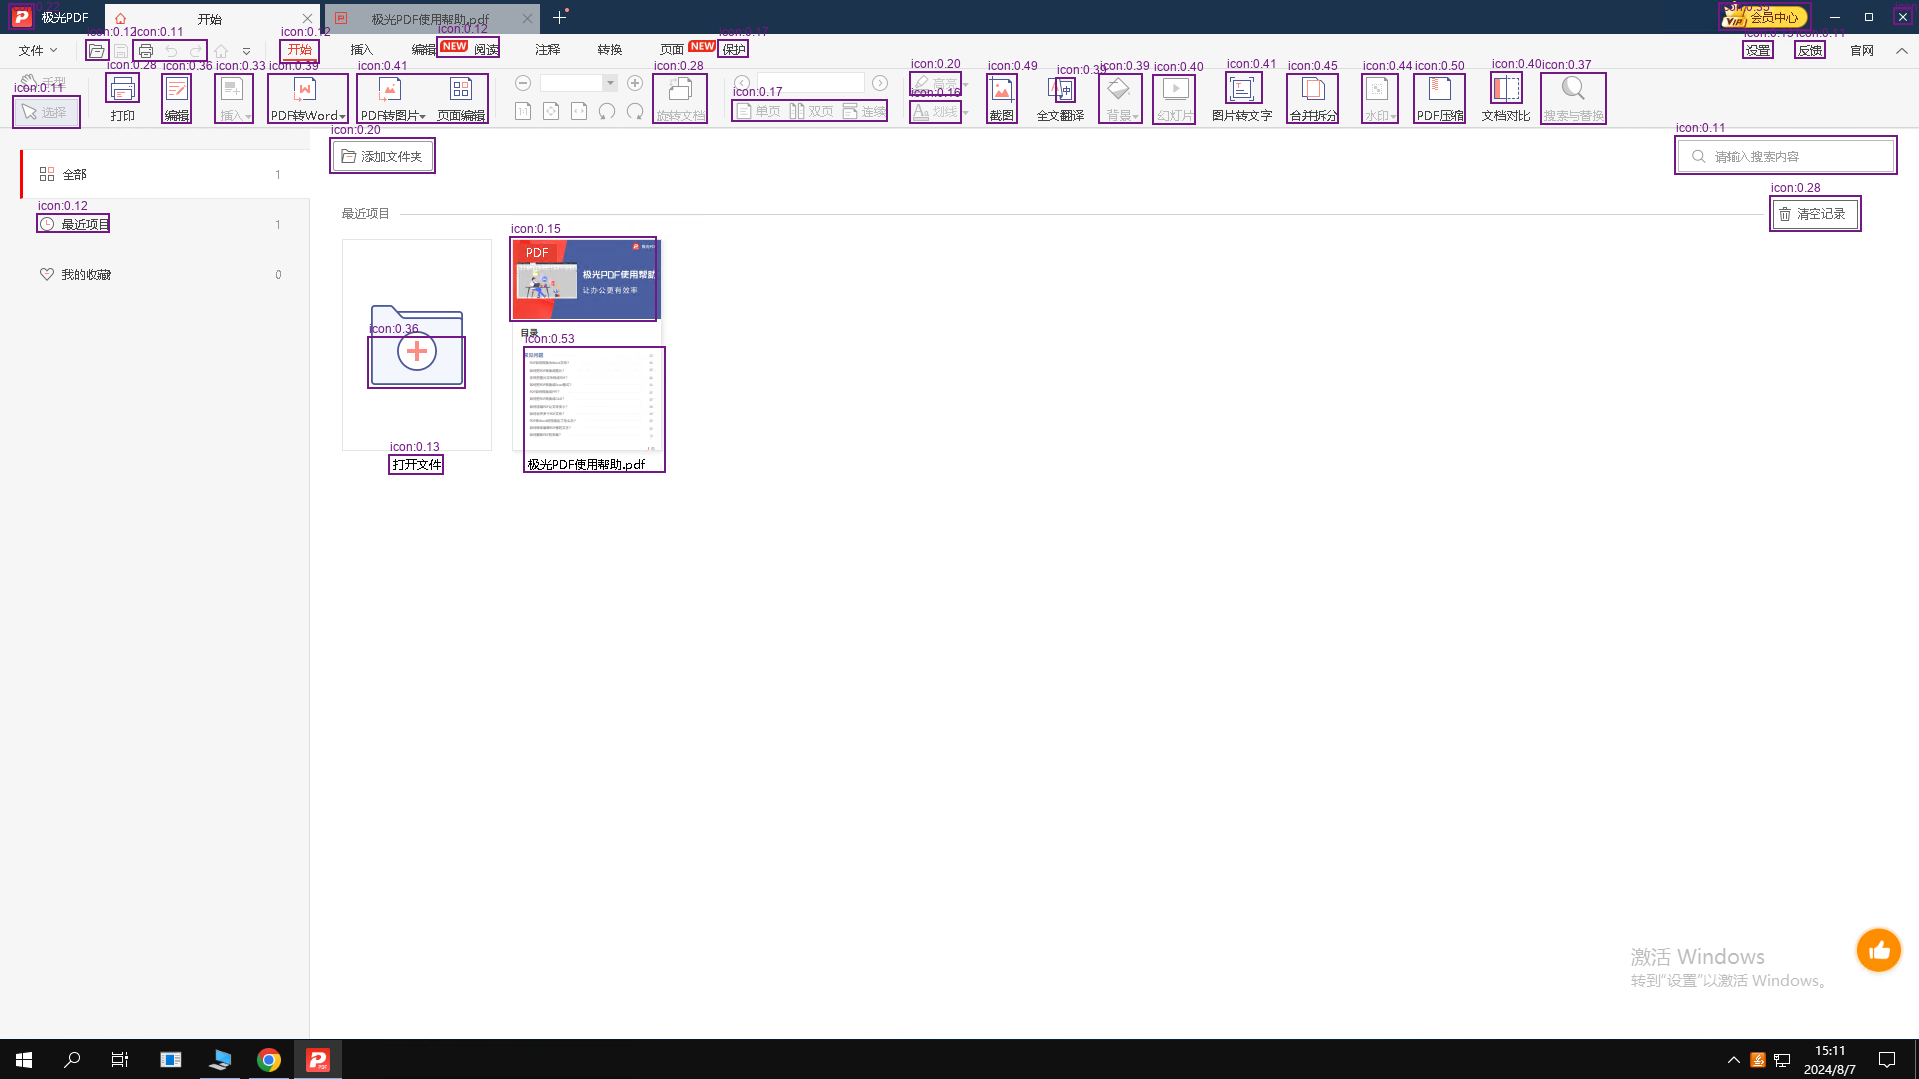 极光PDF
开始
极光PDF使用帮助.pdf
icon:0.12
会员中心
文件
icon:0.12
icon:0.11
icon:0.12
开始
插入
编辑
NEW
阅读
注释
转换
页面
NEW
保护
设置
反馈
官网
icon:0.28
icon:0.36
icon:0.33
icon:0.39
icon:0.41
icon:0.28
icon:0.20
icon:0.49
icon:0.39
icon:0.39
icon:0.40
icon:0.41
icon:0.45
icon:0.44
icon:0.50
icon:0.40
icon:0.37
手型
icon:0.11
icon:0.17
高亮
icon:0.16
选择
打印
编辑
插入
PDF转Word
PDF转图片
页面编辑
1:1
旋转文档
单页
双页
连续
划线
截图
全文翻译
背景
幻灯片
图片转文字
合并拆分
水印
PDF压缩
文档对比
搜索与替换
icon:0.20
icon:0.11
添加文件夹
请输入搜索内容
全部
1
icon:0.12
icon:0.28
最近项目
1
最近项目
清空记录
icon:0.15
PDF
极光PDF使用帮助
让办公更有效率
我的收藏
0
icon:0.36
目录
icon:0.53
常见问题
icon:0.13
打开文件
极光PDF使用帮助.pdf
激活 Windows
转到"设置"以激活 Windows。
15:11
2024/8/7